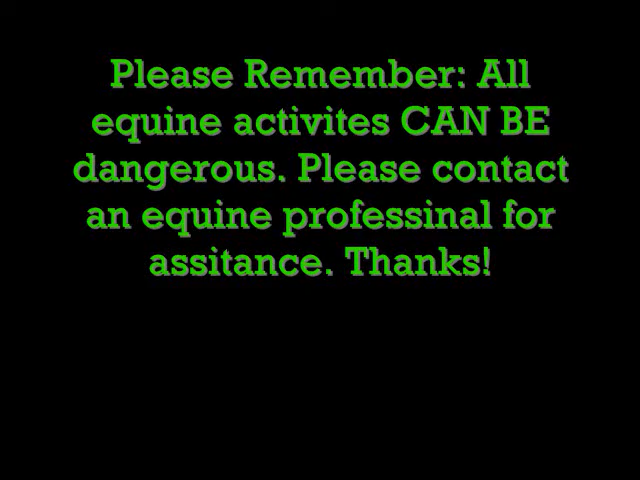 Please Remember: All
equine activites CAN BE
dangerous. Please contact
an equine professinal for
assitance. Thanks!